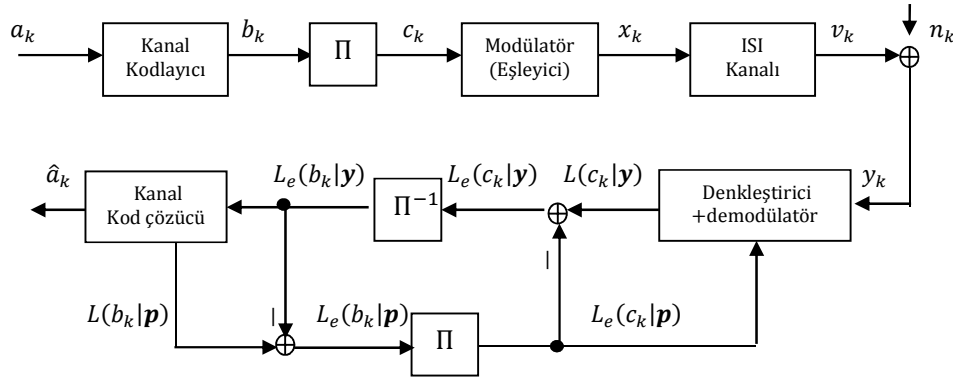 a_k
Kanal
Kodlayıcı
b_k
Π
c_k
Modülatör
(Eşleyici)
x_k
ISI
Kanalı
v_k
n_k
â_k
Kanal
Kod çözücü
L_e(b_k|y)
Π⁻¹
L_e(c_k|y)
L(c_k|y)
Denkleştirici
+demodülatör
y_k
L(b_k|p)
L_e(b_k|p)
Π
L_e(c_k|p)